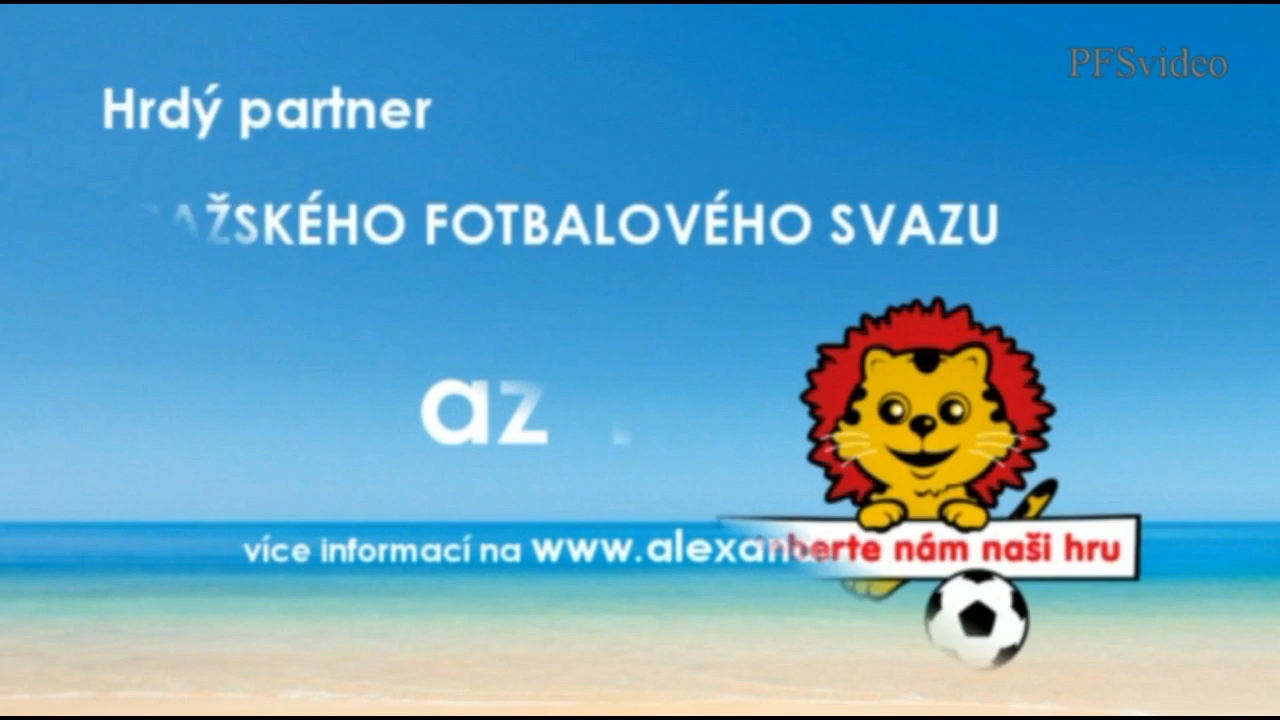 PFSvideo
Hrdý partner
AŽSKÉHO FOTBALOVÉHO SVAZU
az
více informací na www.alexan
berte nám naši hru